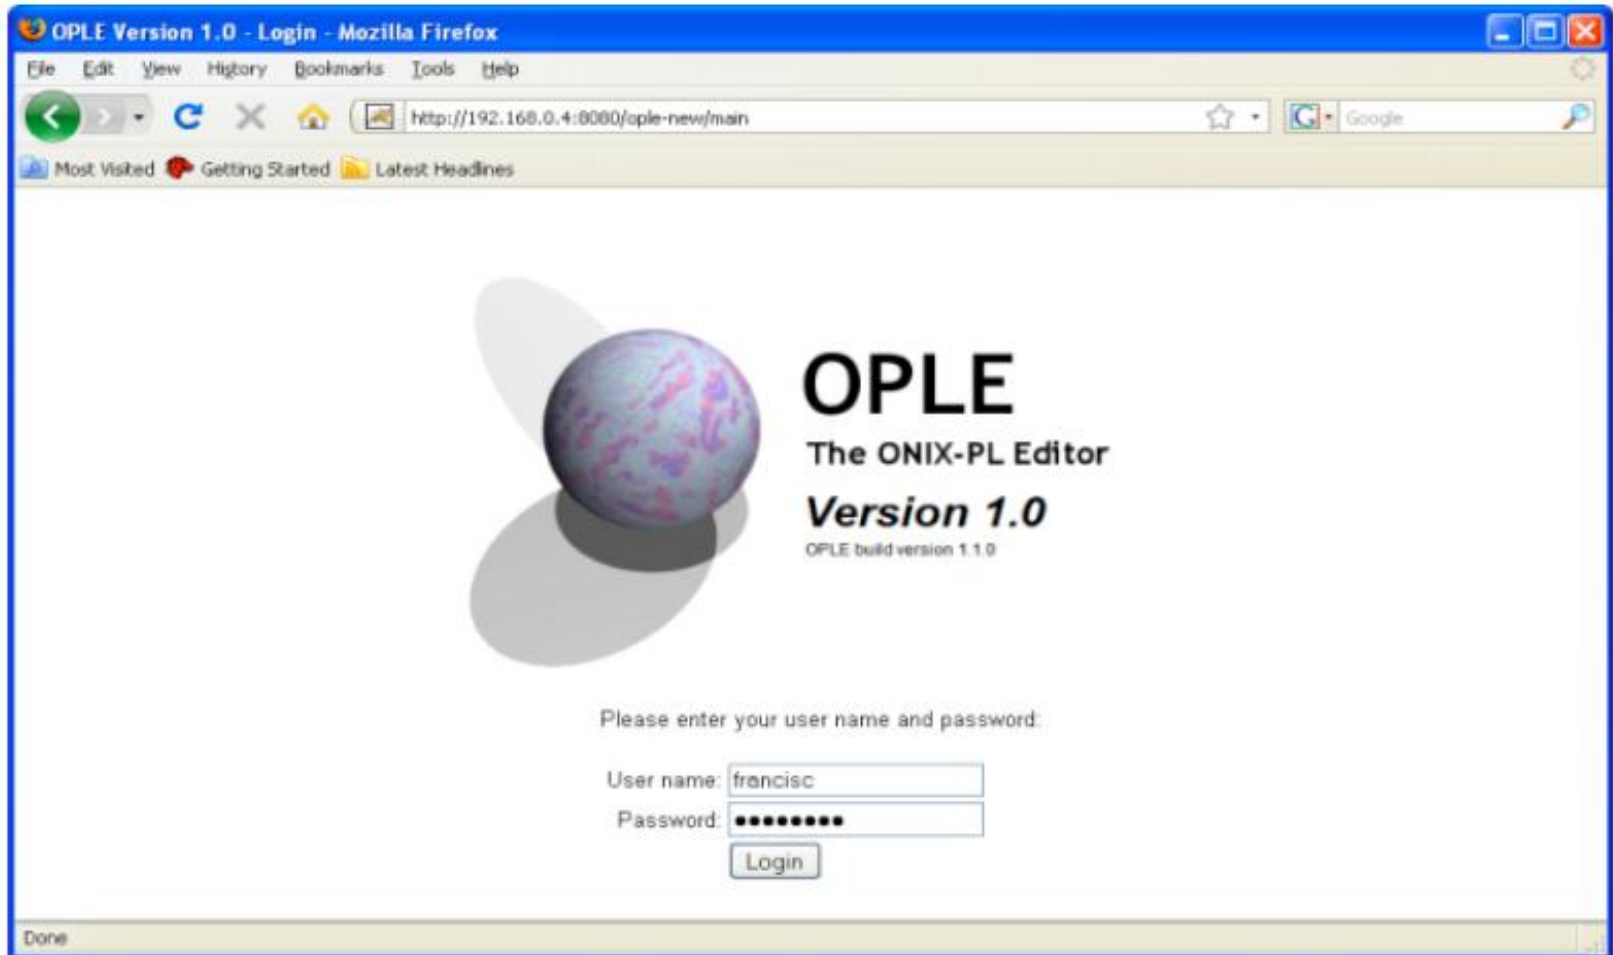 OPLE Version 1.0 - Login - Mozilla Firefox
File Edit View History Bookmarks Tools Help
http://192.168.0.4:8080/ople-new/main
Google
Most Visited Getting Started Latest Headlines
OPLE
The ONIX-PL Editor
Version 1.0
OPLE build version 1.1.0
Please enter your user name and password:
User name: francisc
Password: ••••••••
Login
Done